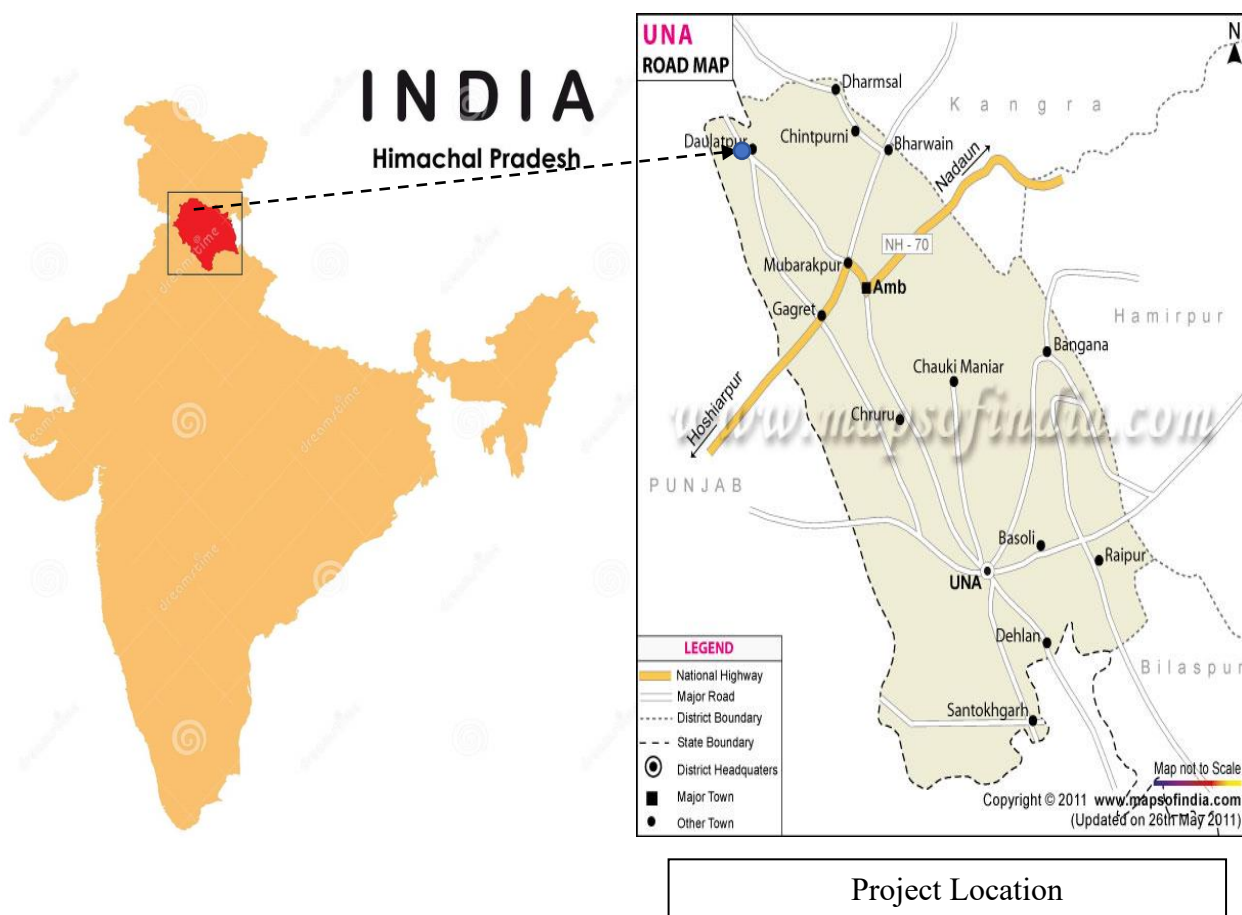 INDIA
Himachal Pradesh
dreamstime
UNA
ROAD MAP
N
Dharmsal
Kangra
Chintpurni
Daulatpur
Bharwain
Nadaun
NH - 70
Mubarakpur
Amb
Gagret
Hamirpur
Bangana
Chauki Maniar
Chruru
www.mapsofindia.com
Hoshiarpur
PUNJAB
Basoli
Raipur
UNA
Dehlan
Bilaspur
Santokhgarh
LEGEND
National Highway
Major Road
District Boundary
State Boundary
District Headquaters
Major Town
Other Town
Map not to Scale
Copyright © 2011 www.mapsofindia.com
(Updated on 26th May 2011)
Project Location